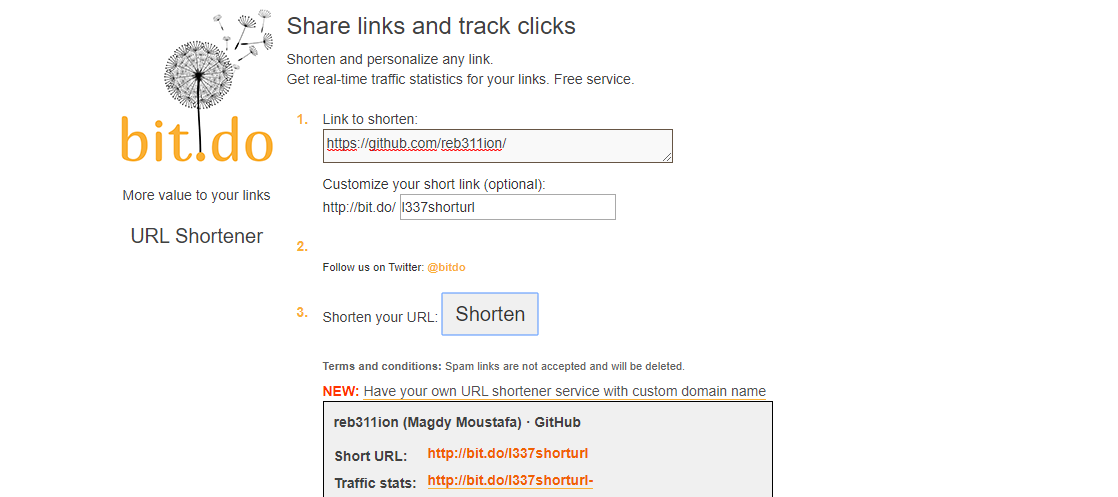 Share links and track clicks
Shorten and personalize any link.
Get real-time traffic statistics for your links. Free service.
bit.do
More value to your links
URL Shortener
1. Link to shorten:
https://github.com/reb311ion/
Customize your short link (optional):
http://bit.do/ l337shorturl
2.
Follow us on Twitter: @bitdo
3. Shorten your URL: Shorten
Terms and conditions: Spam links are not accepted and will be deleted.
NEW: Have your own URL shortener service with custom domain name
reb311ion (Magdy Moustafa) · GitHub
Short URL: http://bit.do/l337shorturl
Traffic stats: http://bit.do/l337shorturl-